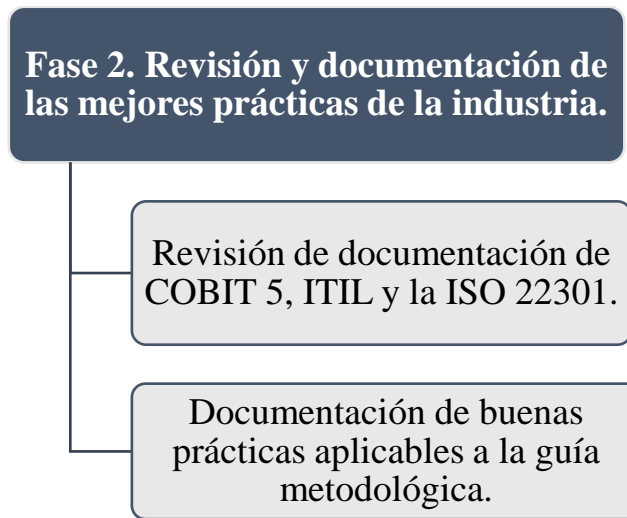 Fase 2. Revisión y documentación de
las mejores prácticas de la industria.
Revisión de documentación de
COBIT 5, ITIL y la ISO 22301.
Documentación de buenas
prácticas aplicables a la guía
metodológica.